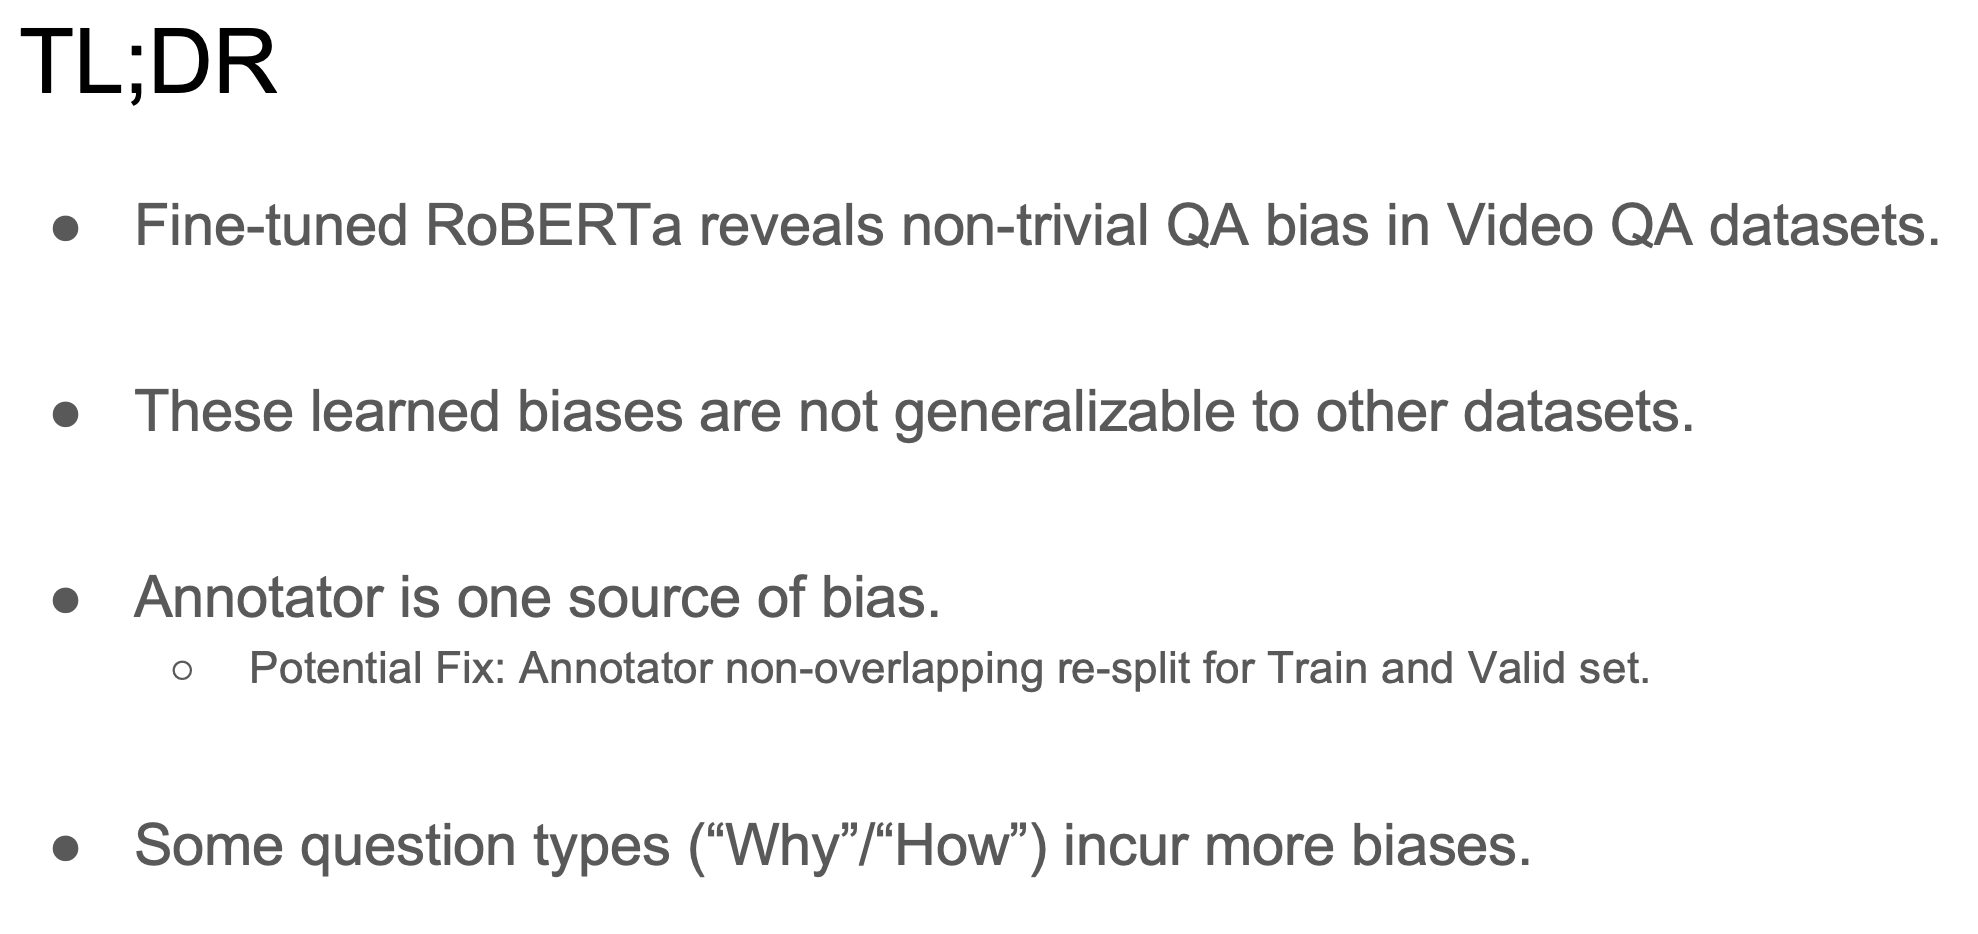 TL;DR
● Fine-tuned RoBERTa reveals non-trivial QA bias in Video QA datasets.
● These learned biases are not generalizable to other datasets.
● Annotator is one source of bias.
○ Potential Fix: Annotator non-overlapping re-split for Train and Valid set.
● Some question types (“Why”/“How”) incur more biases.